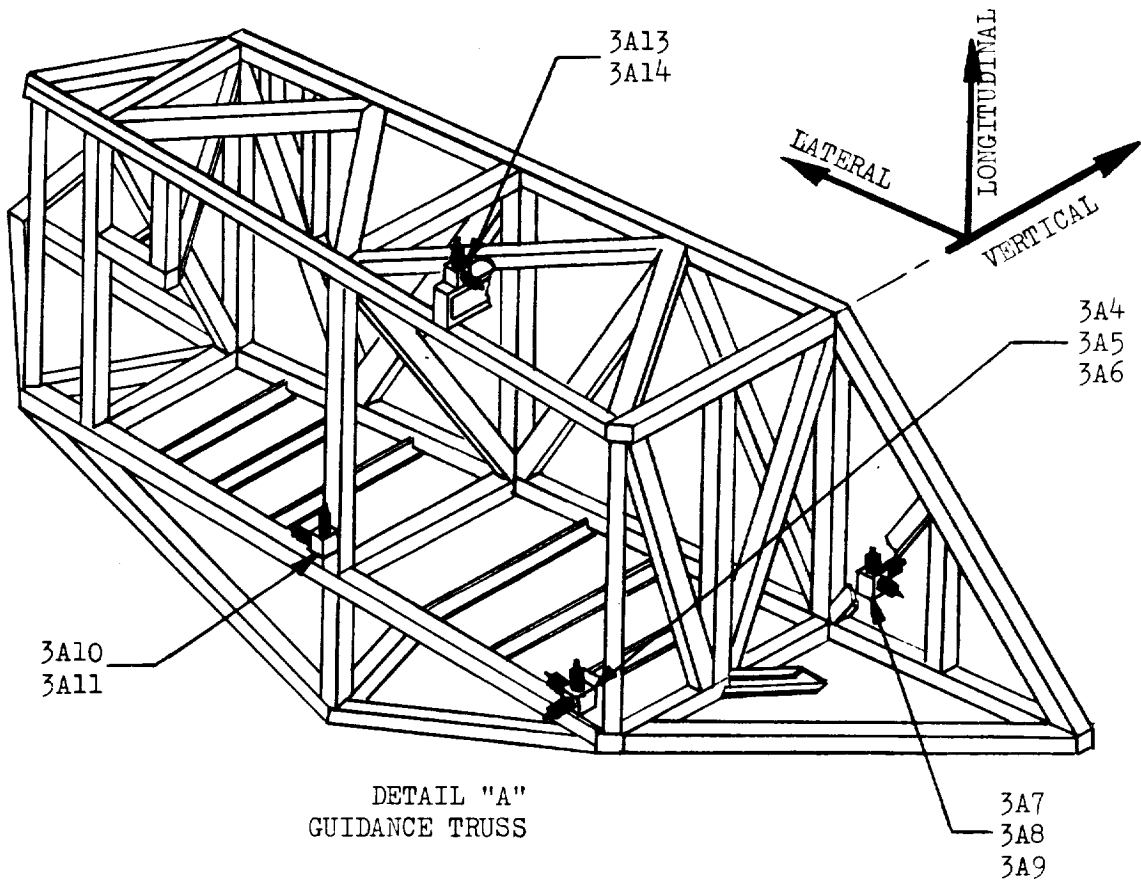 3A13
3A14
LONGITUDINAL
LATERAL
VERTICAL
3A4
3A5
3A6
3A10
3A11
DETAIL "A"
GUIDANCE TRUSS
3A7
3A8
3A9